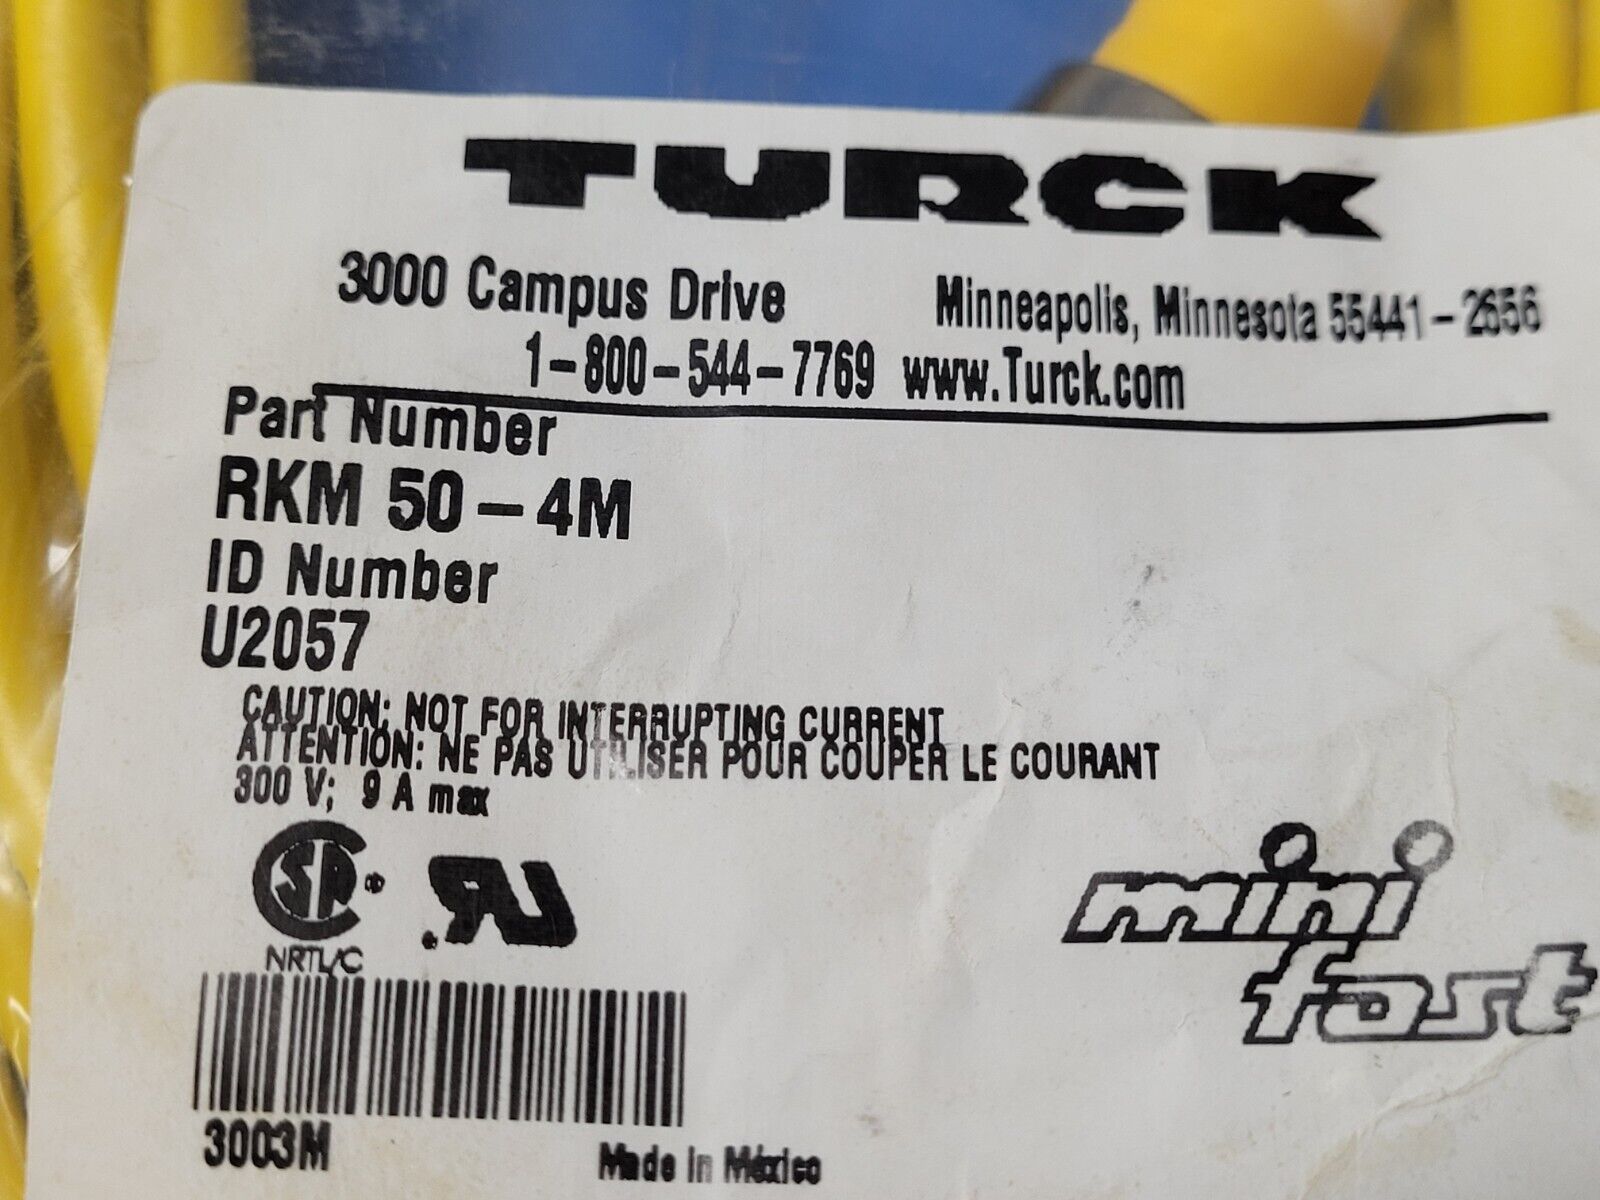 TURCK
3000 Campus Drive Minneapolis, Minnesota 55441-2656
1-800-544-7769 www.Turck.com
Part Number
RKM 50-4M
ID Number
U2057
CAUTION: NOT FOR INTERRUPTING CURRENT
ATTENTION: NE PAS UTILISER POUR COUPER LE COURANT
300 V; 9 A max
SP® RU
NRTL/C
mini
fast
3003M
Made in México